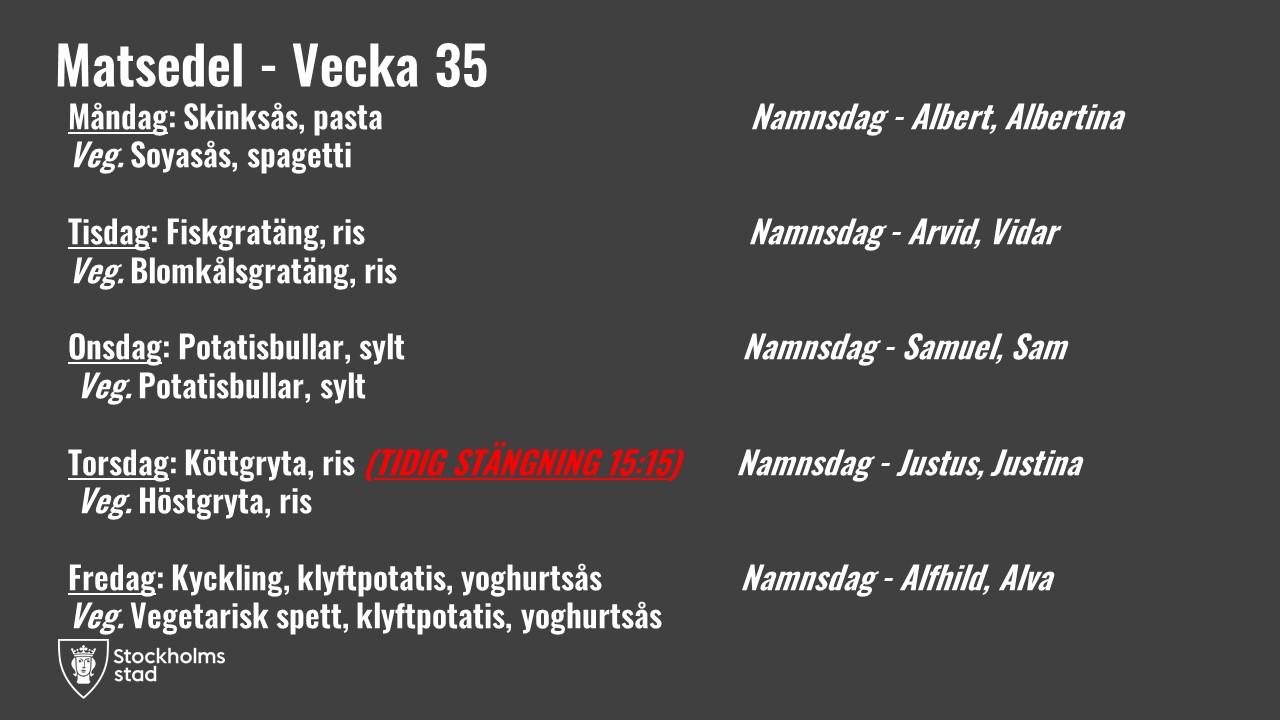 Matsedel - Vecka 35
Måndag: Skinksås, pasta Namnsdag - Albert, Albertina
Veg. Soyasås, spagetti
Tisdag: Fiskgratäng, ris Namnsdag - Arvid, Vidar
Veg. Blomkålsgratäng, ris
Onsdag: Potatisbullar, sylt Namnsdag - Samuel, Sam
Veg. Potatisbullar, sylt
Torsdag: Köttgryta, ris (TIDIG STÄNGNING 15:15) Namnsdag - Justus, Justina
Veg. Höstgryta, ris
Fredag: Kyckling, klyftpotatis, yoghurtsås Namnsdag - Alfhild, Alva
Veg. Vegetarisk spett, klyftpotatis, yoghurtsås
Stockholms
stad